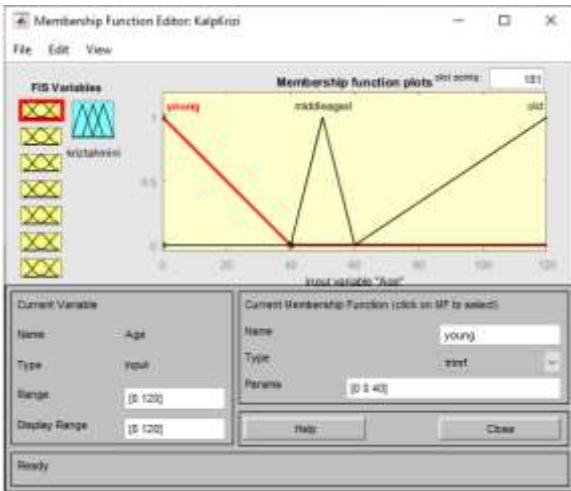 Membership Function Editor: KalpKrizi
File Edit View
FIS Variables
Membership function plots plot points: 181
young middleaged old
kriztahmini
1
0.5
0
0 20 40 60 80 100 120
input variable "Age"
Current Variable
Current Membership Function (click on MF to select)
Name Age
Name young
Type input
Type trimf
Range [0 120]
Params [0 0 40]
Display Range [0 120]
Help Close
Ready